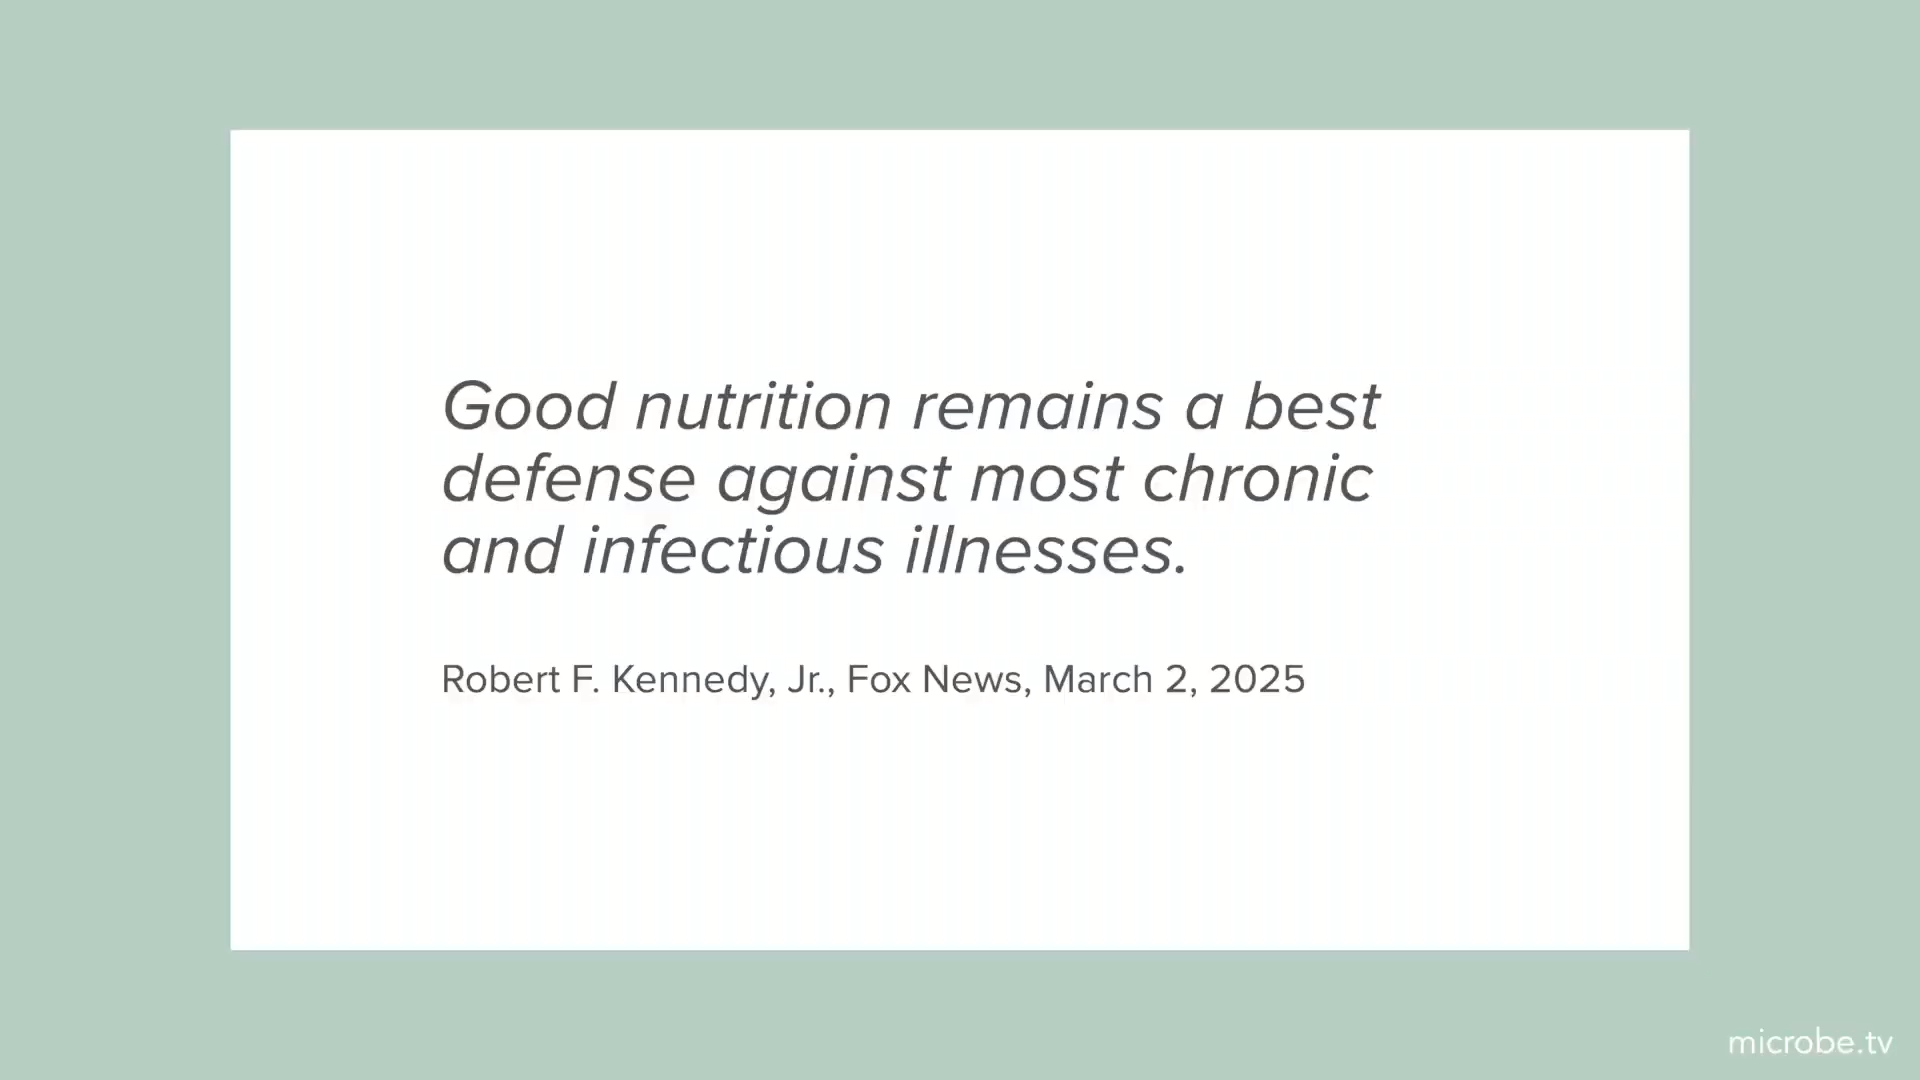 Good nutrition remains a best
defense against most chronic
and infectious illnesses.
Robert F. Kennedy, Jr., Fox News, March 2, 2025
microbe.tv